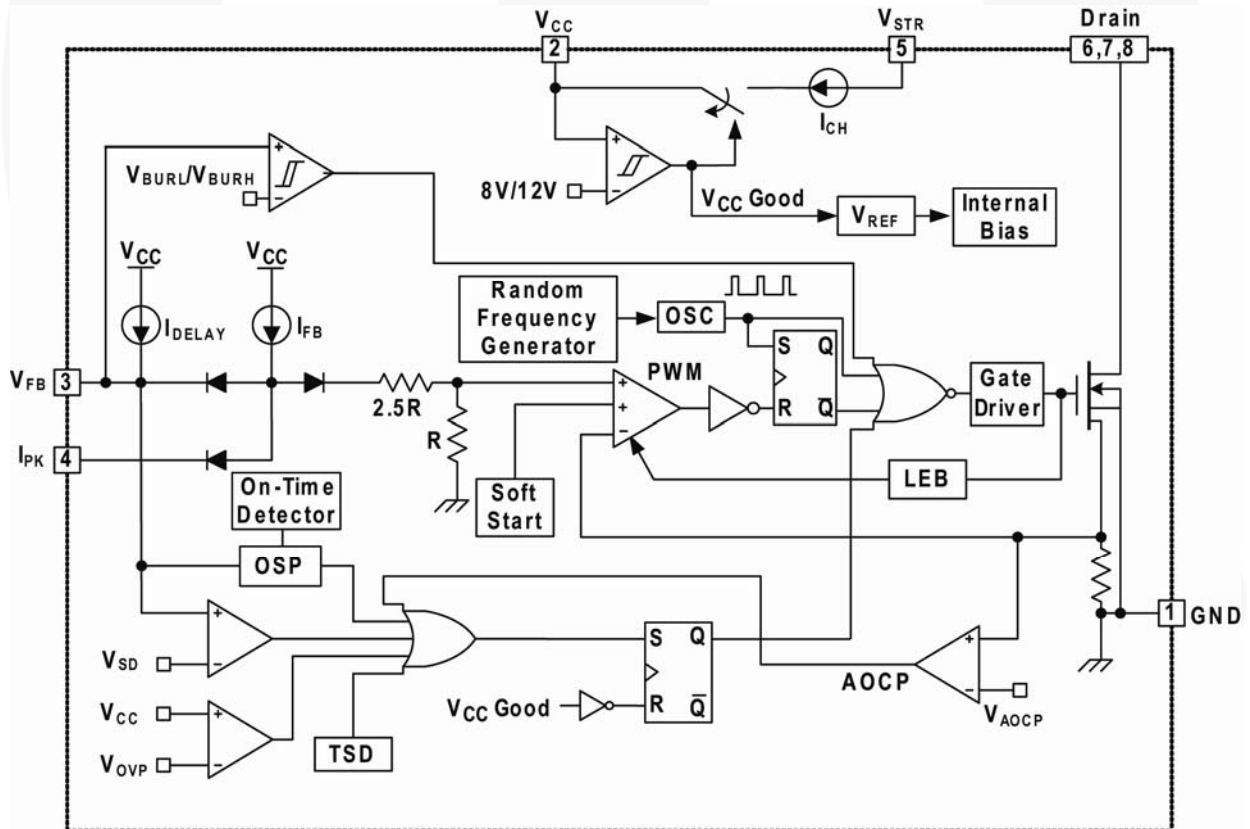 VCC
VSTR
Drain
2
5
6,7,8
ICH
+
-
8V/12V
VCC Good
VREF
Internal
Bias
+
-
VBURL/VBURH
VCC
VCC
IDELAY
IFB
Random
Frequency
Generator
OSC
S Q
R Q̅
PWM
+
+
-
Gate
Driver
VFB 3
2.5R
R
IPK 4
LEB
Soft
Start
On-Time
Detector
OSP
+
-
VSD
VCC
+
VOVP
-
TSD
S Q
R Q̅
VCC Good
AOCP
+
-
VAOCP
1 GND